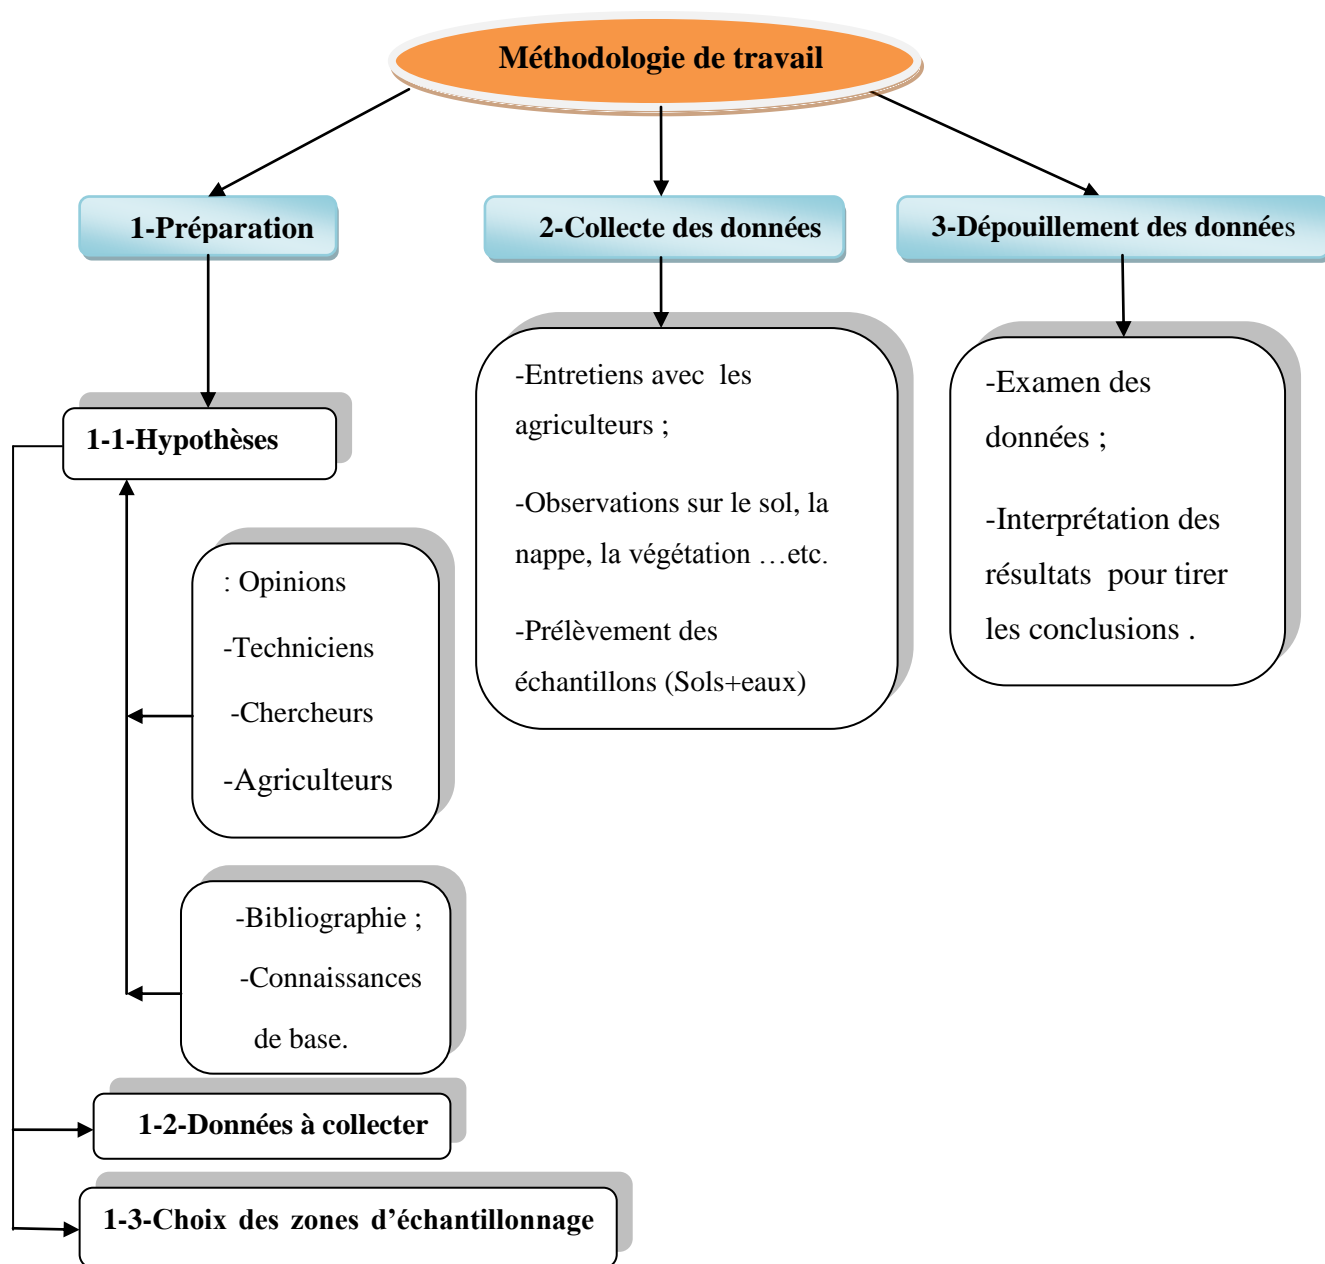 Méthodologie de travail
1-Préparation
2-Collecte des données
3-Dépouillement des données
1-1-Hypothèses
: Opinions
-Techniciens
-Chercheurs
-Agriculteurs
-Bibliographie ;
-Connaissances
de base.
1-2-Données à collecter
1-3-Choix des zones d’échantillonnage
-Entretiens avec les
agriculteurs ;
-Observations sur le sol, la
nappe, la végétation …etc.
-Prélèvement des
échantillons (Sols+eaux)
-Examen des
données ;
-Interprétation des
résultats pour tirer
les conclusions .